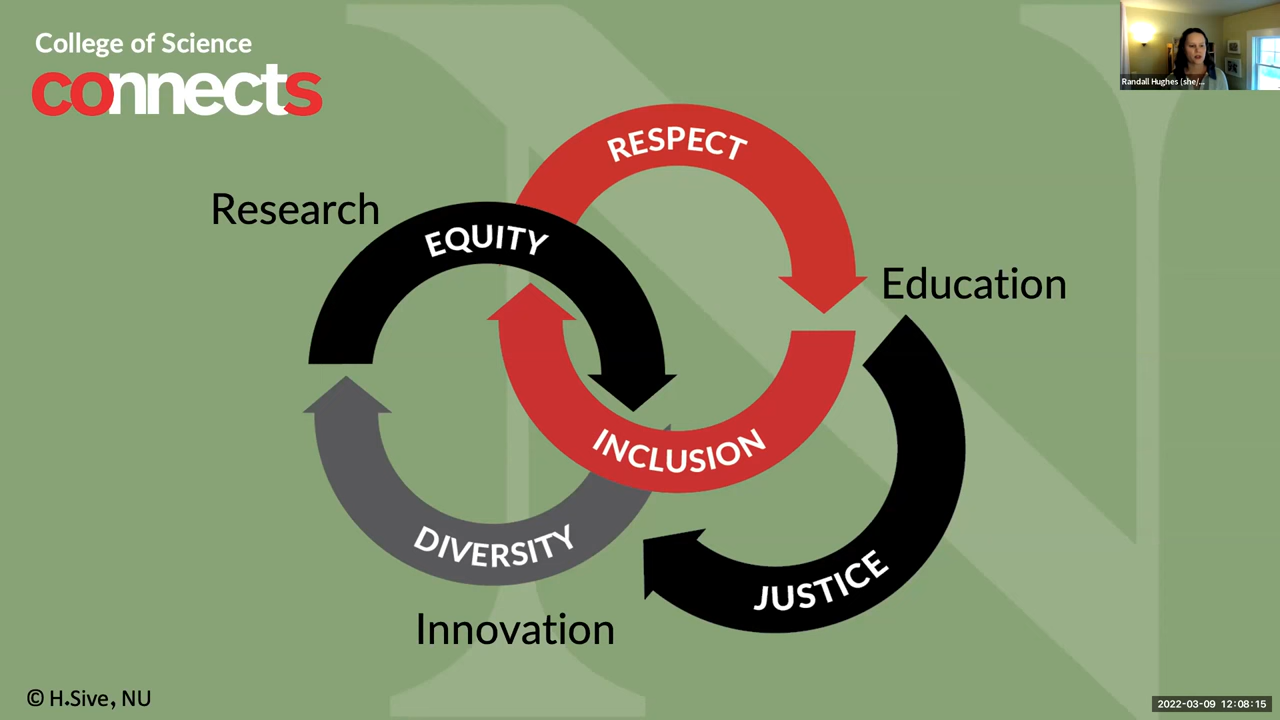 College of Science
connects
Randall Hughes (she/...
RESPECT
Research
EQUITY
Education
INCLUSION
DIVERSITY
JUSTICE
Innovation
© H.Sive, NU
2022-03-09 12:08:15